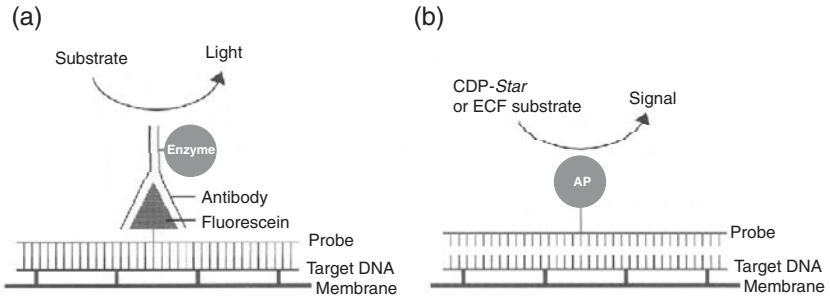 (a)
Substrate
Light
Enzyme
Antibody
Fluorescein
Probe
Target DNA
Membrane
(b)
CDP-Star
or ECF substrate
Signal
AP
Probe
Target DNA
Membrane